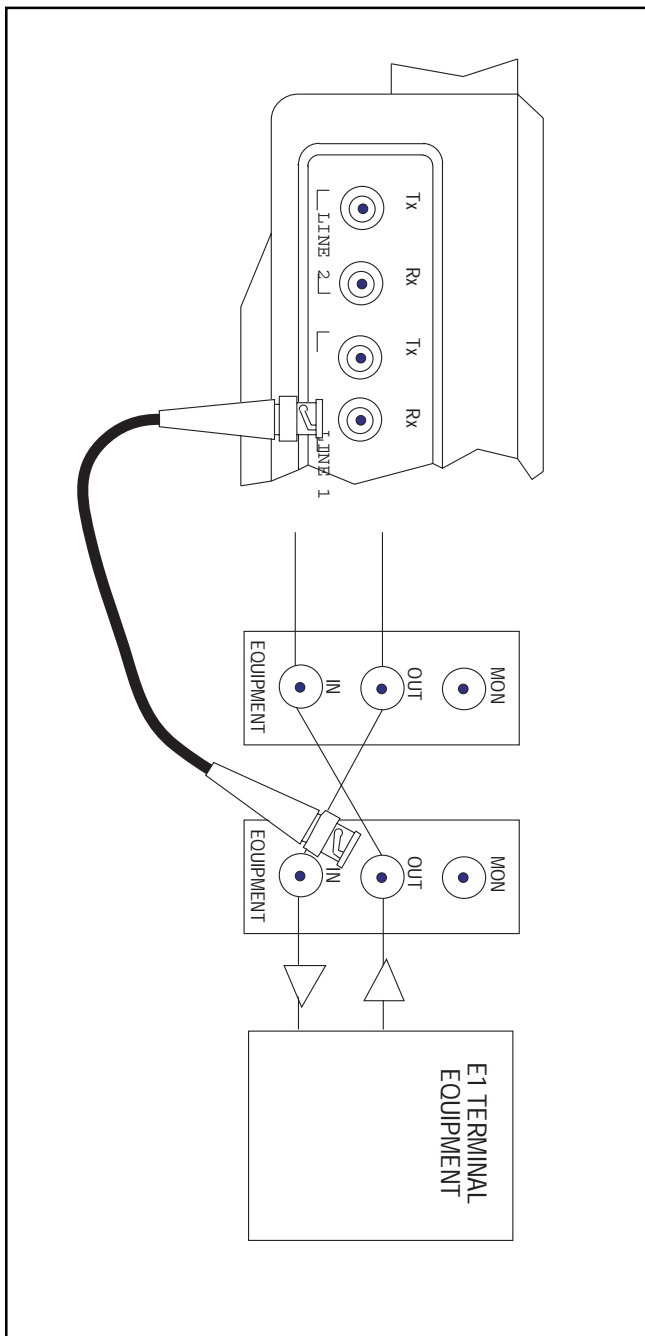 Tx
Rx
Tx
Rx
LINE 2
LINE 1
MON
OUT
IN
EQUIPMENT
MON
OUT
IN
EQUIPMENT
E1 TERMINAL
EQUIPMENT